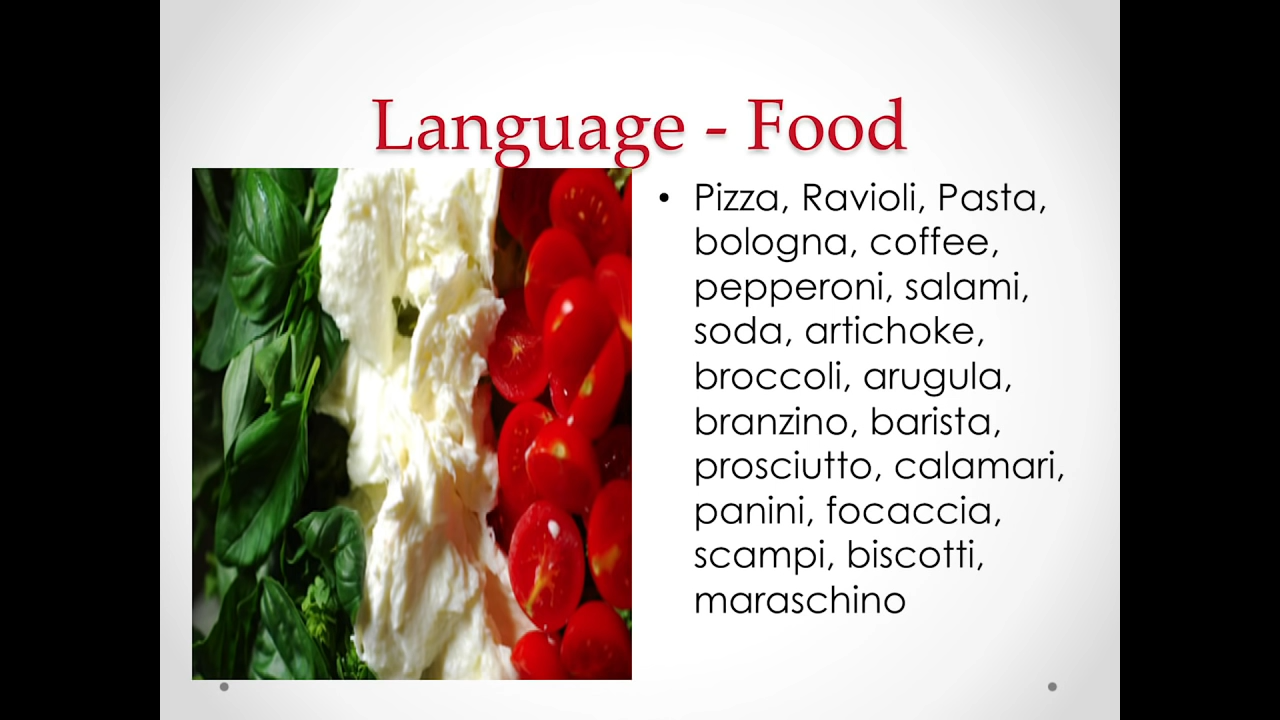 Language - Food
• Pizza, Ravioli, Pasta,
bologna, coffee,
pepperoni, salami,
soda, artichoke,
broccoli, arugula,
branzino, barista,
prosciutto, calamari,
panini, focaccia,
scampi, biscotti,
maraschino